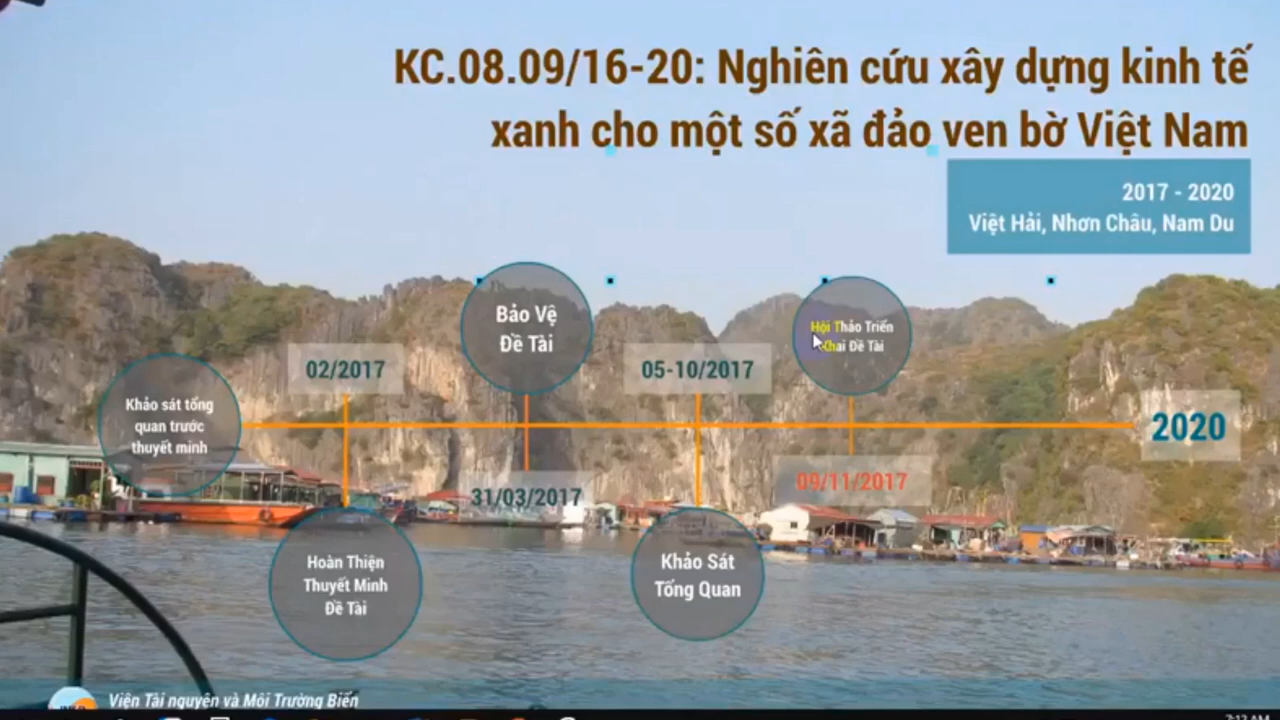 KC.08.09/16-20: Nghiên cứu xây dựng kinh tế
xanh cho một số xã đảo ven bờ Việt Nam
2017 - 2020
Việt Hải, Nhơn Châu, Nam Du
Bảo Vệ
Đề Tài
Hội Thảo Triển
Khai Đề Tài
02/2017
05-10/2017
Khảo sát tổng
quan trước
thuyết minh
2020
31/03/2017
09/11/2017
Hoàn Thiện
Thuyết Minh
Đề Tài
Khảo Sát
Tổng Quan
Viện Tài nguyên và Môi Trường Biển